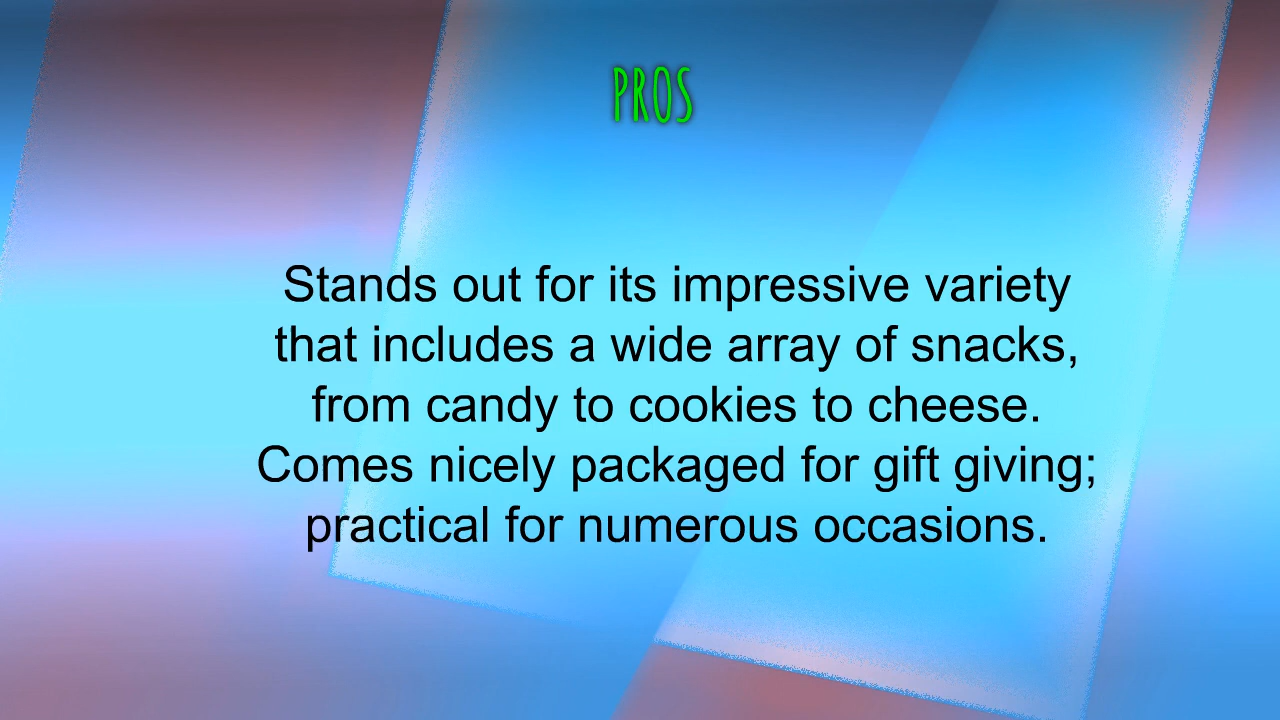 PROS
Stands out for its impressive variety
that includes a wide array of snacks,
from candy to cookies to cheese.
Comes nicely packaged for gift giving;
practical for numerous occasions.